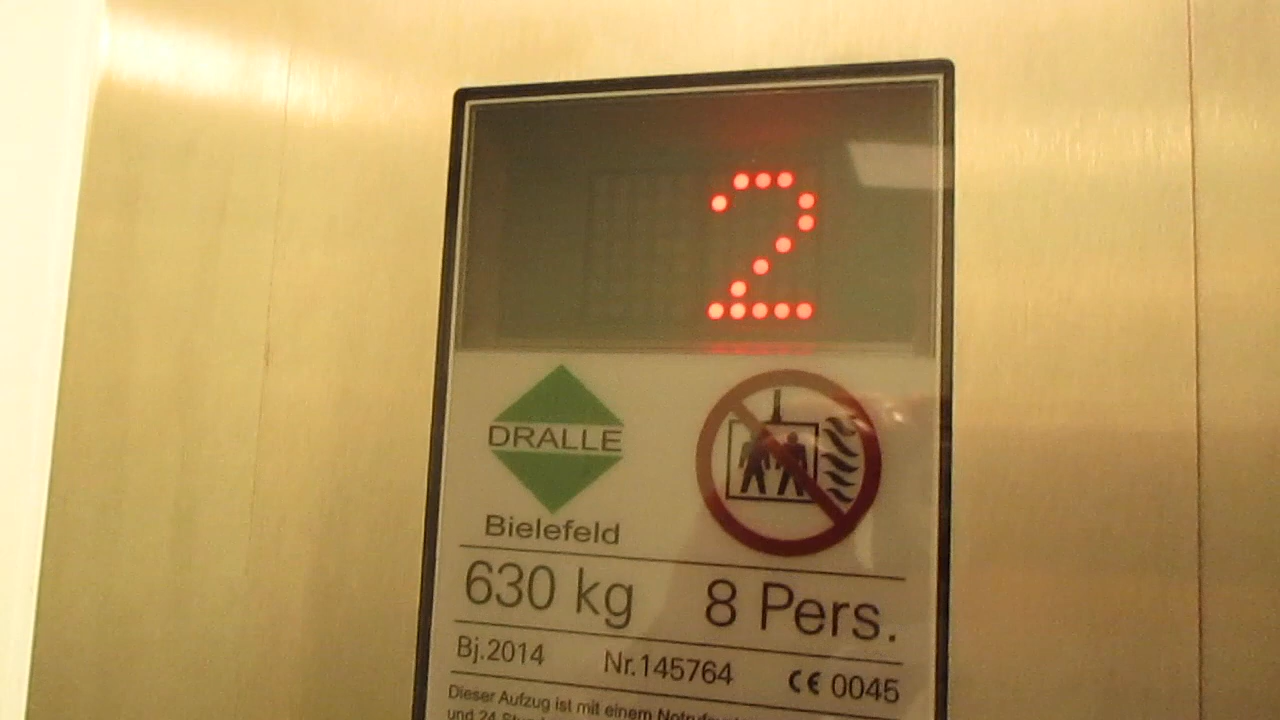 2
DRALLE
Bielefeld
630 kg 8 Pers.
Bj.2014 Nr.145764 CE 0045
Dieser Aufzug ist mit einem
und 24